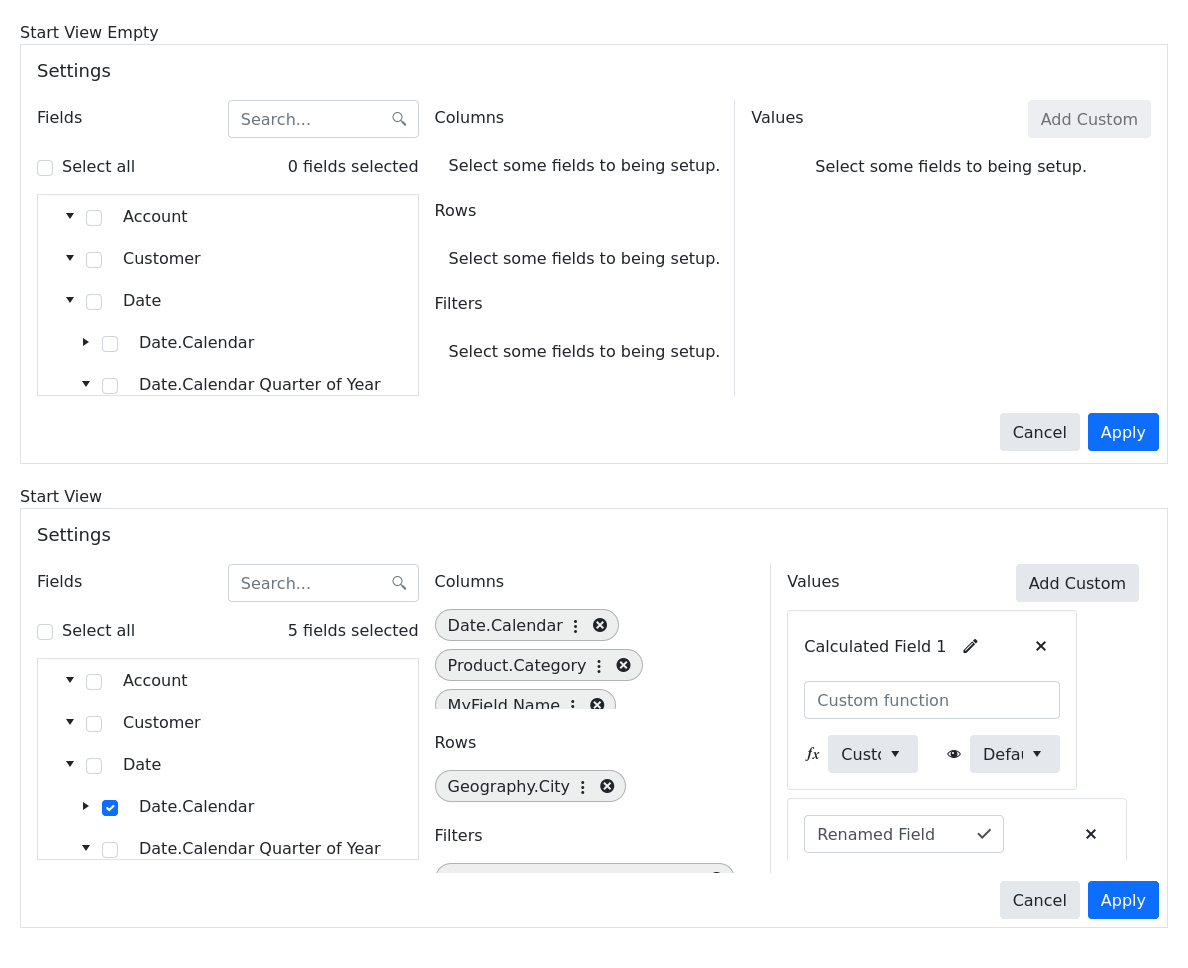 Start View Empty
Settings
Fields
Search...
Select all
0 fields selected
Account
Customer
Date
Date.Calendar
Date.Calendar Quarter of Year
Columns
Select some fields to being setup.
Rows
Select some fields to being setup.
Filters
Select some fields to being setup.
Values
Add Custom
Select some fields to being setup.
Cancel
Apply
Start View
Settings
Fields
Search...
Select all
5 fields selected
Account
Customer
Date
Date.Calendar
Date.Calendar Quarter of Year
Columns
Date.Calendar
Product.Category
MyField.Name
Rows
Geography.City
Filters
Values
Add Custom
Calculated Field 1
Custom function
fx
Custo
Defau
Renamed Field
Cancel
Apply